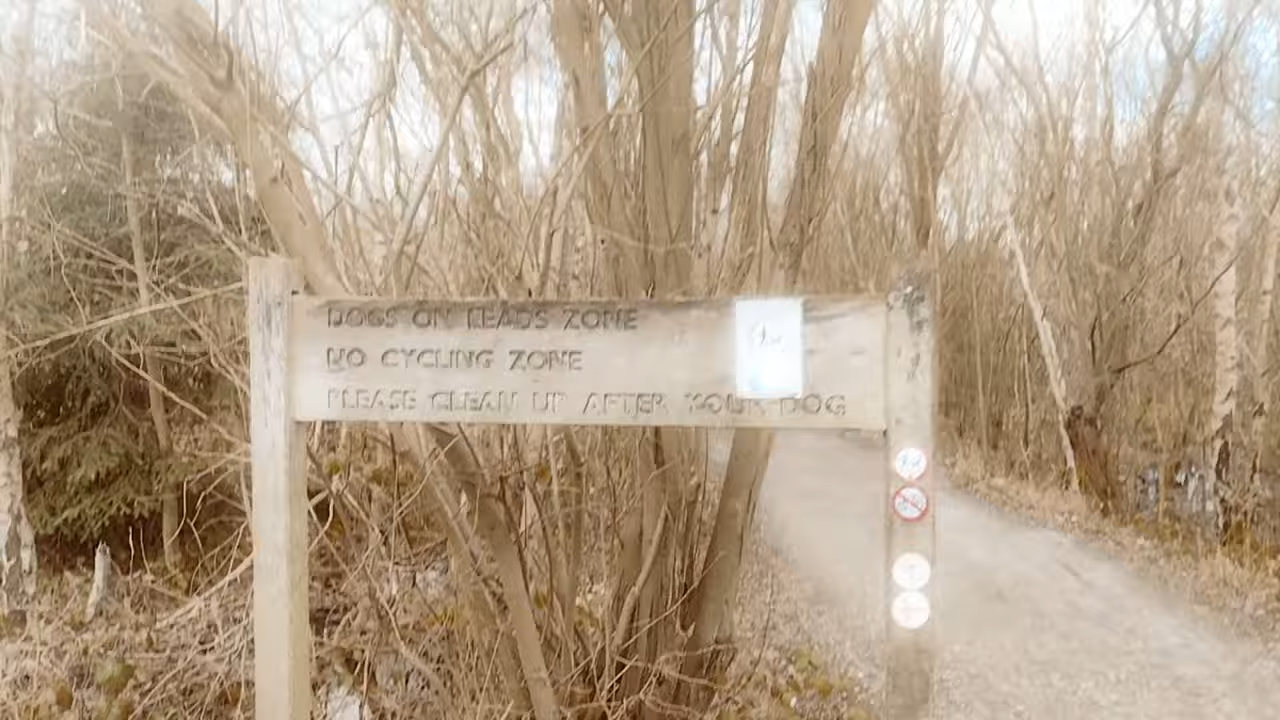 DOGS ON LEADS ZONE
NO CYCLING ZONE
PLEASE CLEAN UP AFTER YOUR DOG